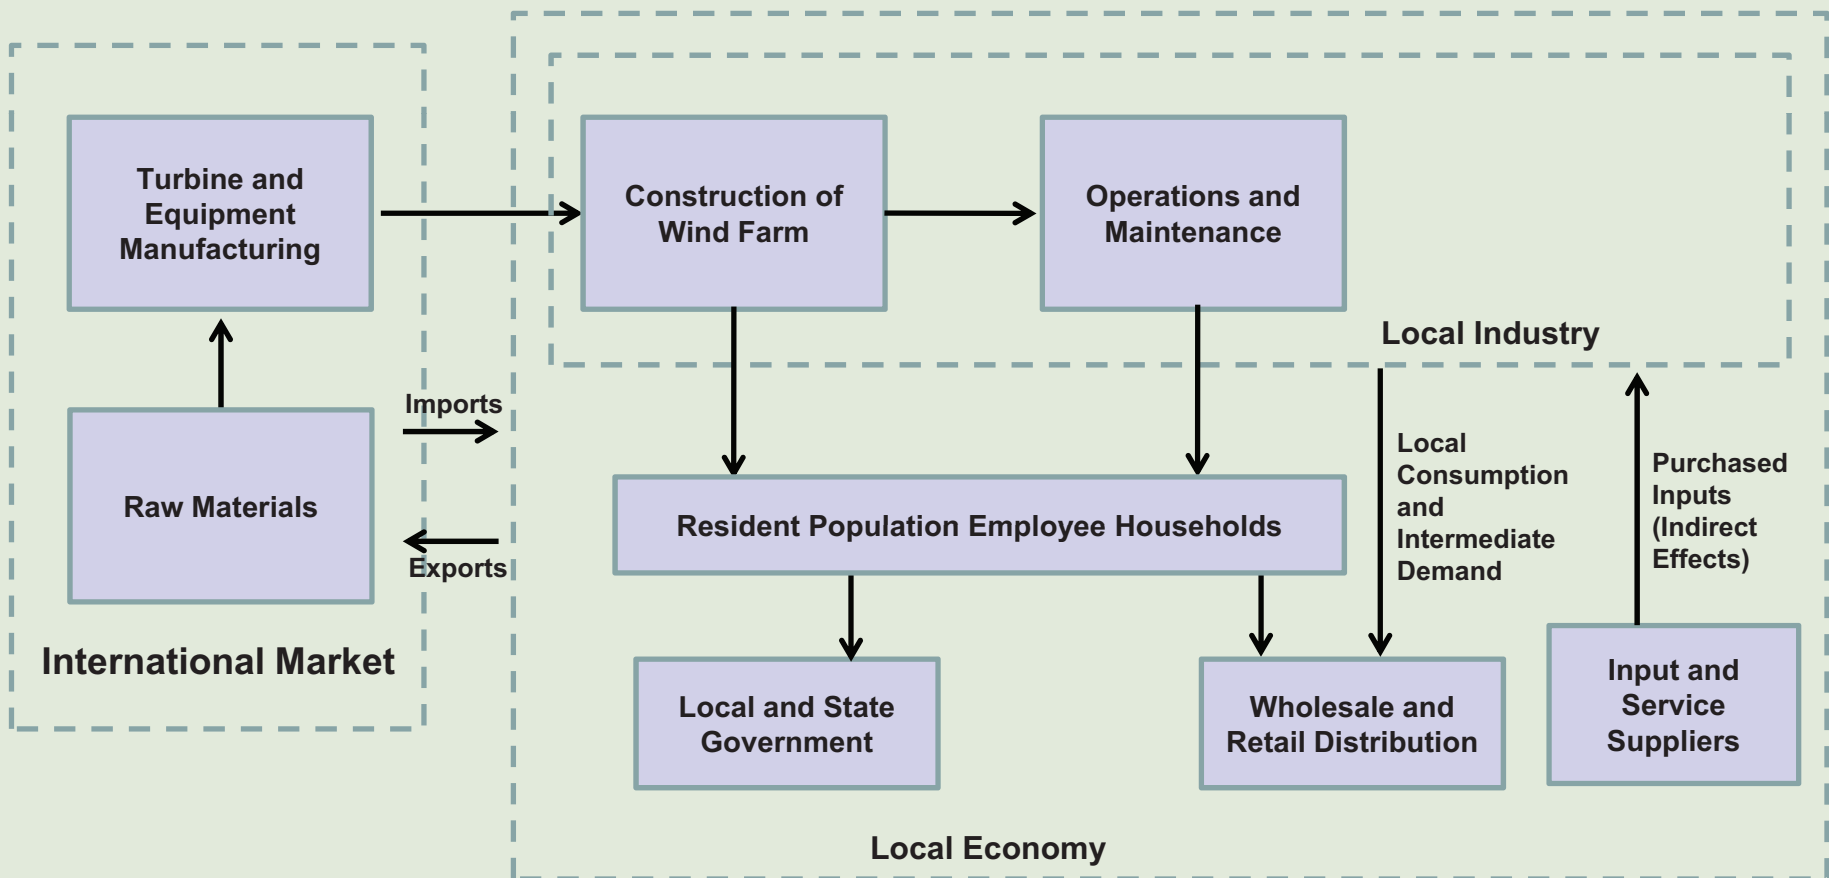 Turbine and
Equipment
Manufacturing
Construction of
Wind Farm
Operations and
Maintenance
Local Industry
Raw Materials
Imports
Exports
International Market
Resident Population Employee Households
Local
Consumption
and
Intermediate
Demand
Purchased
Inputs
(Indirect
Effects)
Local and State
Government
Wholesale and
Retail Distribution
Input and
Service
Suppliers
Local Economy